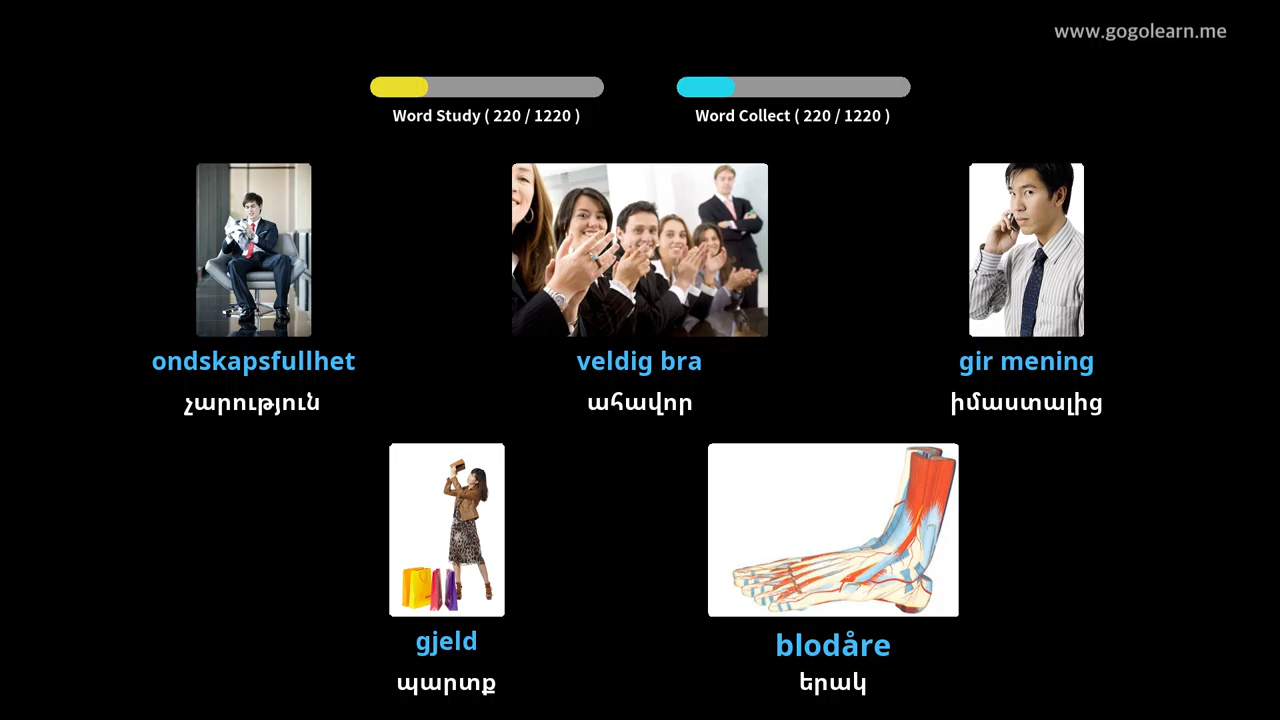 www.gogolearn.me
Word Study ( 220 / 1220 )
Word Collect ( 220 / 1220 )
ondskapsfullhet
չարություն
veldig bra
ահավոր
gir mening
իմաստալից
gjeld
պարտք
blodåre
երակ